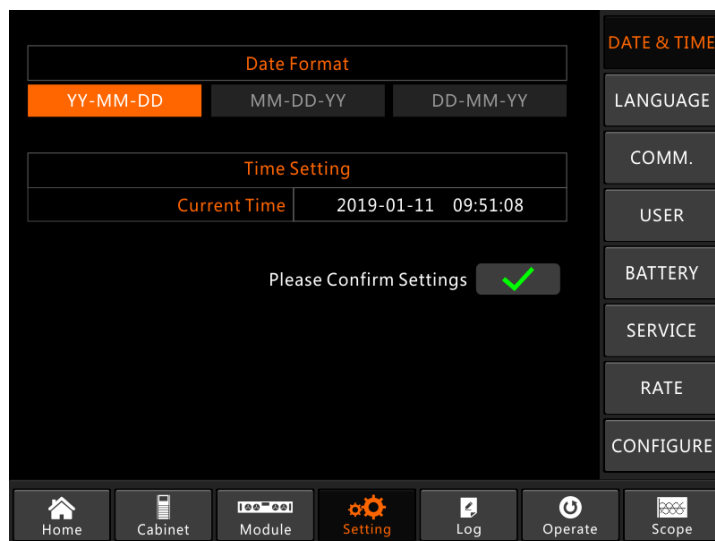 Date Format
YY-MM-DD MM-DD-YY DD-MM-YY
Time Setting
Current Time 2019-01-11 09:51:08
Please Confirm Settings
DATE & TIME
LANGUAGE
COMM.
USER
BATTERY
SERVICE
RATE
CONFIGURE
Home Cabinet Module Setting Log Operate Scope